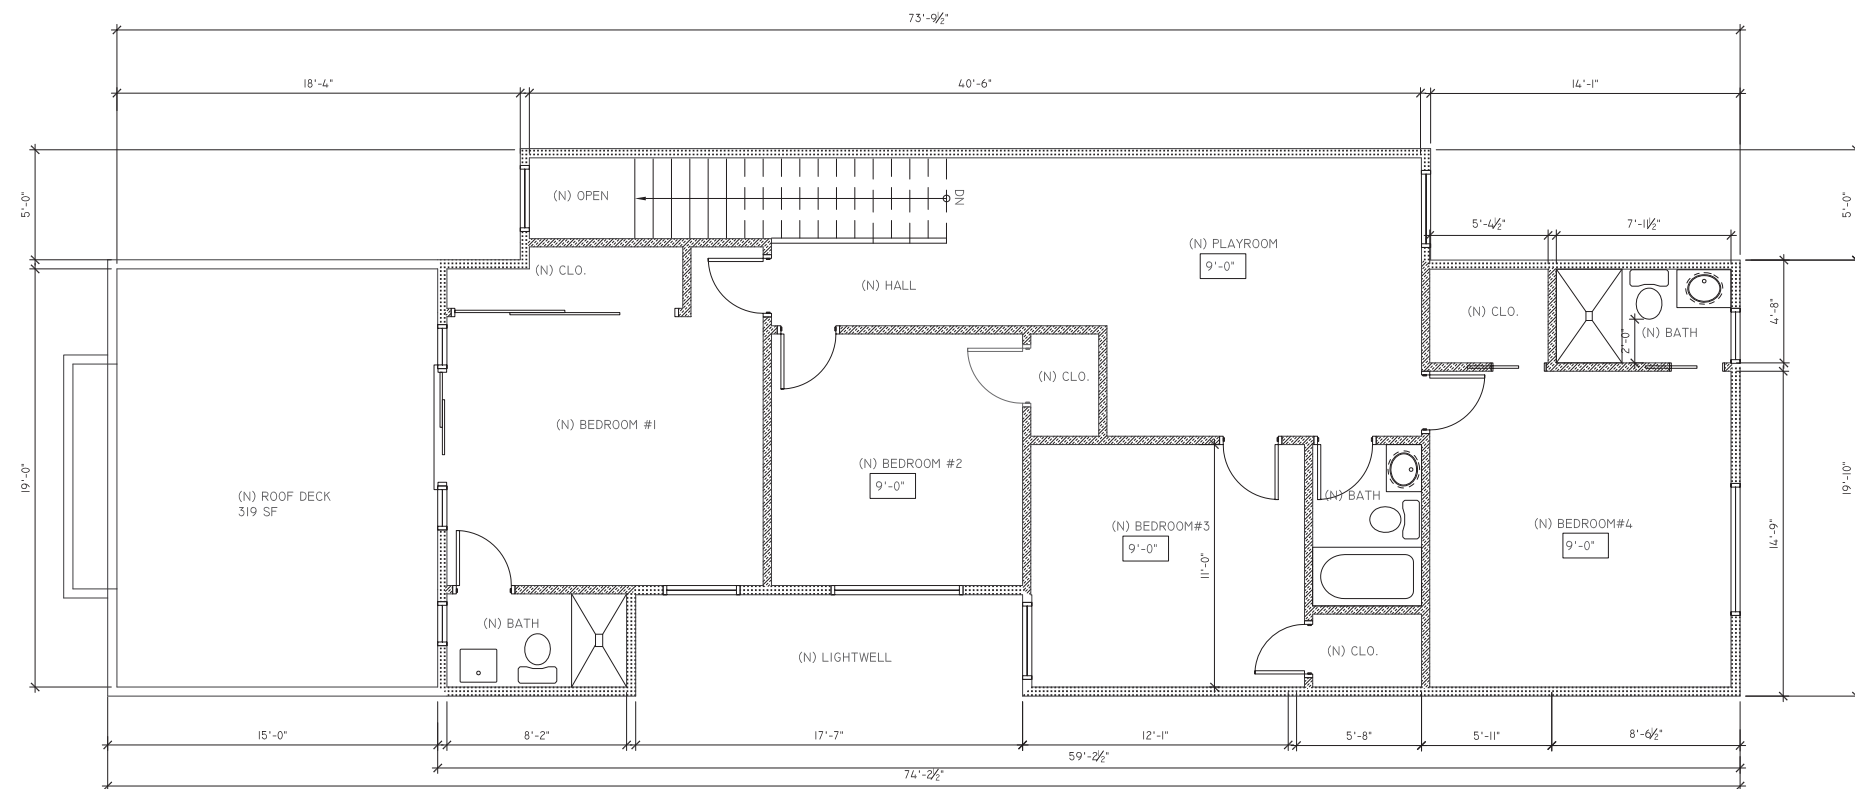 73'-9½"
18'-4"
40'-6"
14'-1"
5'-0"
5'-0"
(N) OPEN
DN
5'-4½"
7'-11½"
(N) PLAYROOM
9'-0"
(N) CLO.
(N) HALL
(N) CLO.
4'-8"
2'-0"
(N) BATH
(N) CLO.
(N) BEDROOM #1
(N) BEDROOM #2
9'-0"
19'-0"
(N) ROOF DECK
319 SF
(N) BATH
19'-10"
(N) BEDROOM#3
9'-0"
11'-0"
(N) BEDROOM#4
9'-0"
14'-9"
(N) BATH
(N) LIGHTWELL
(N) CLO.
15'-0"
8'-2"
17'-7"
12'-1"
5'-8"
5'-11"
8'-6½"
59'-2½"
74'-2½"